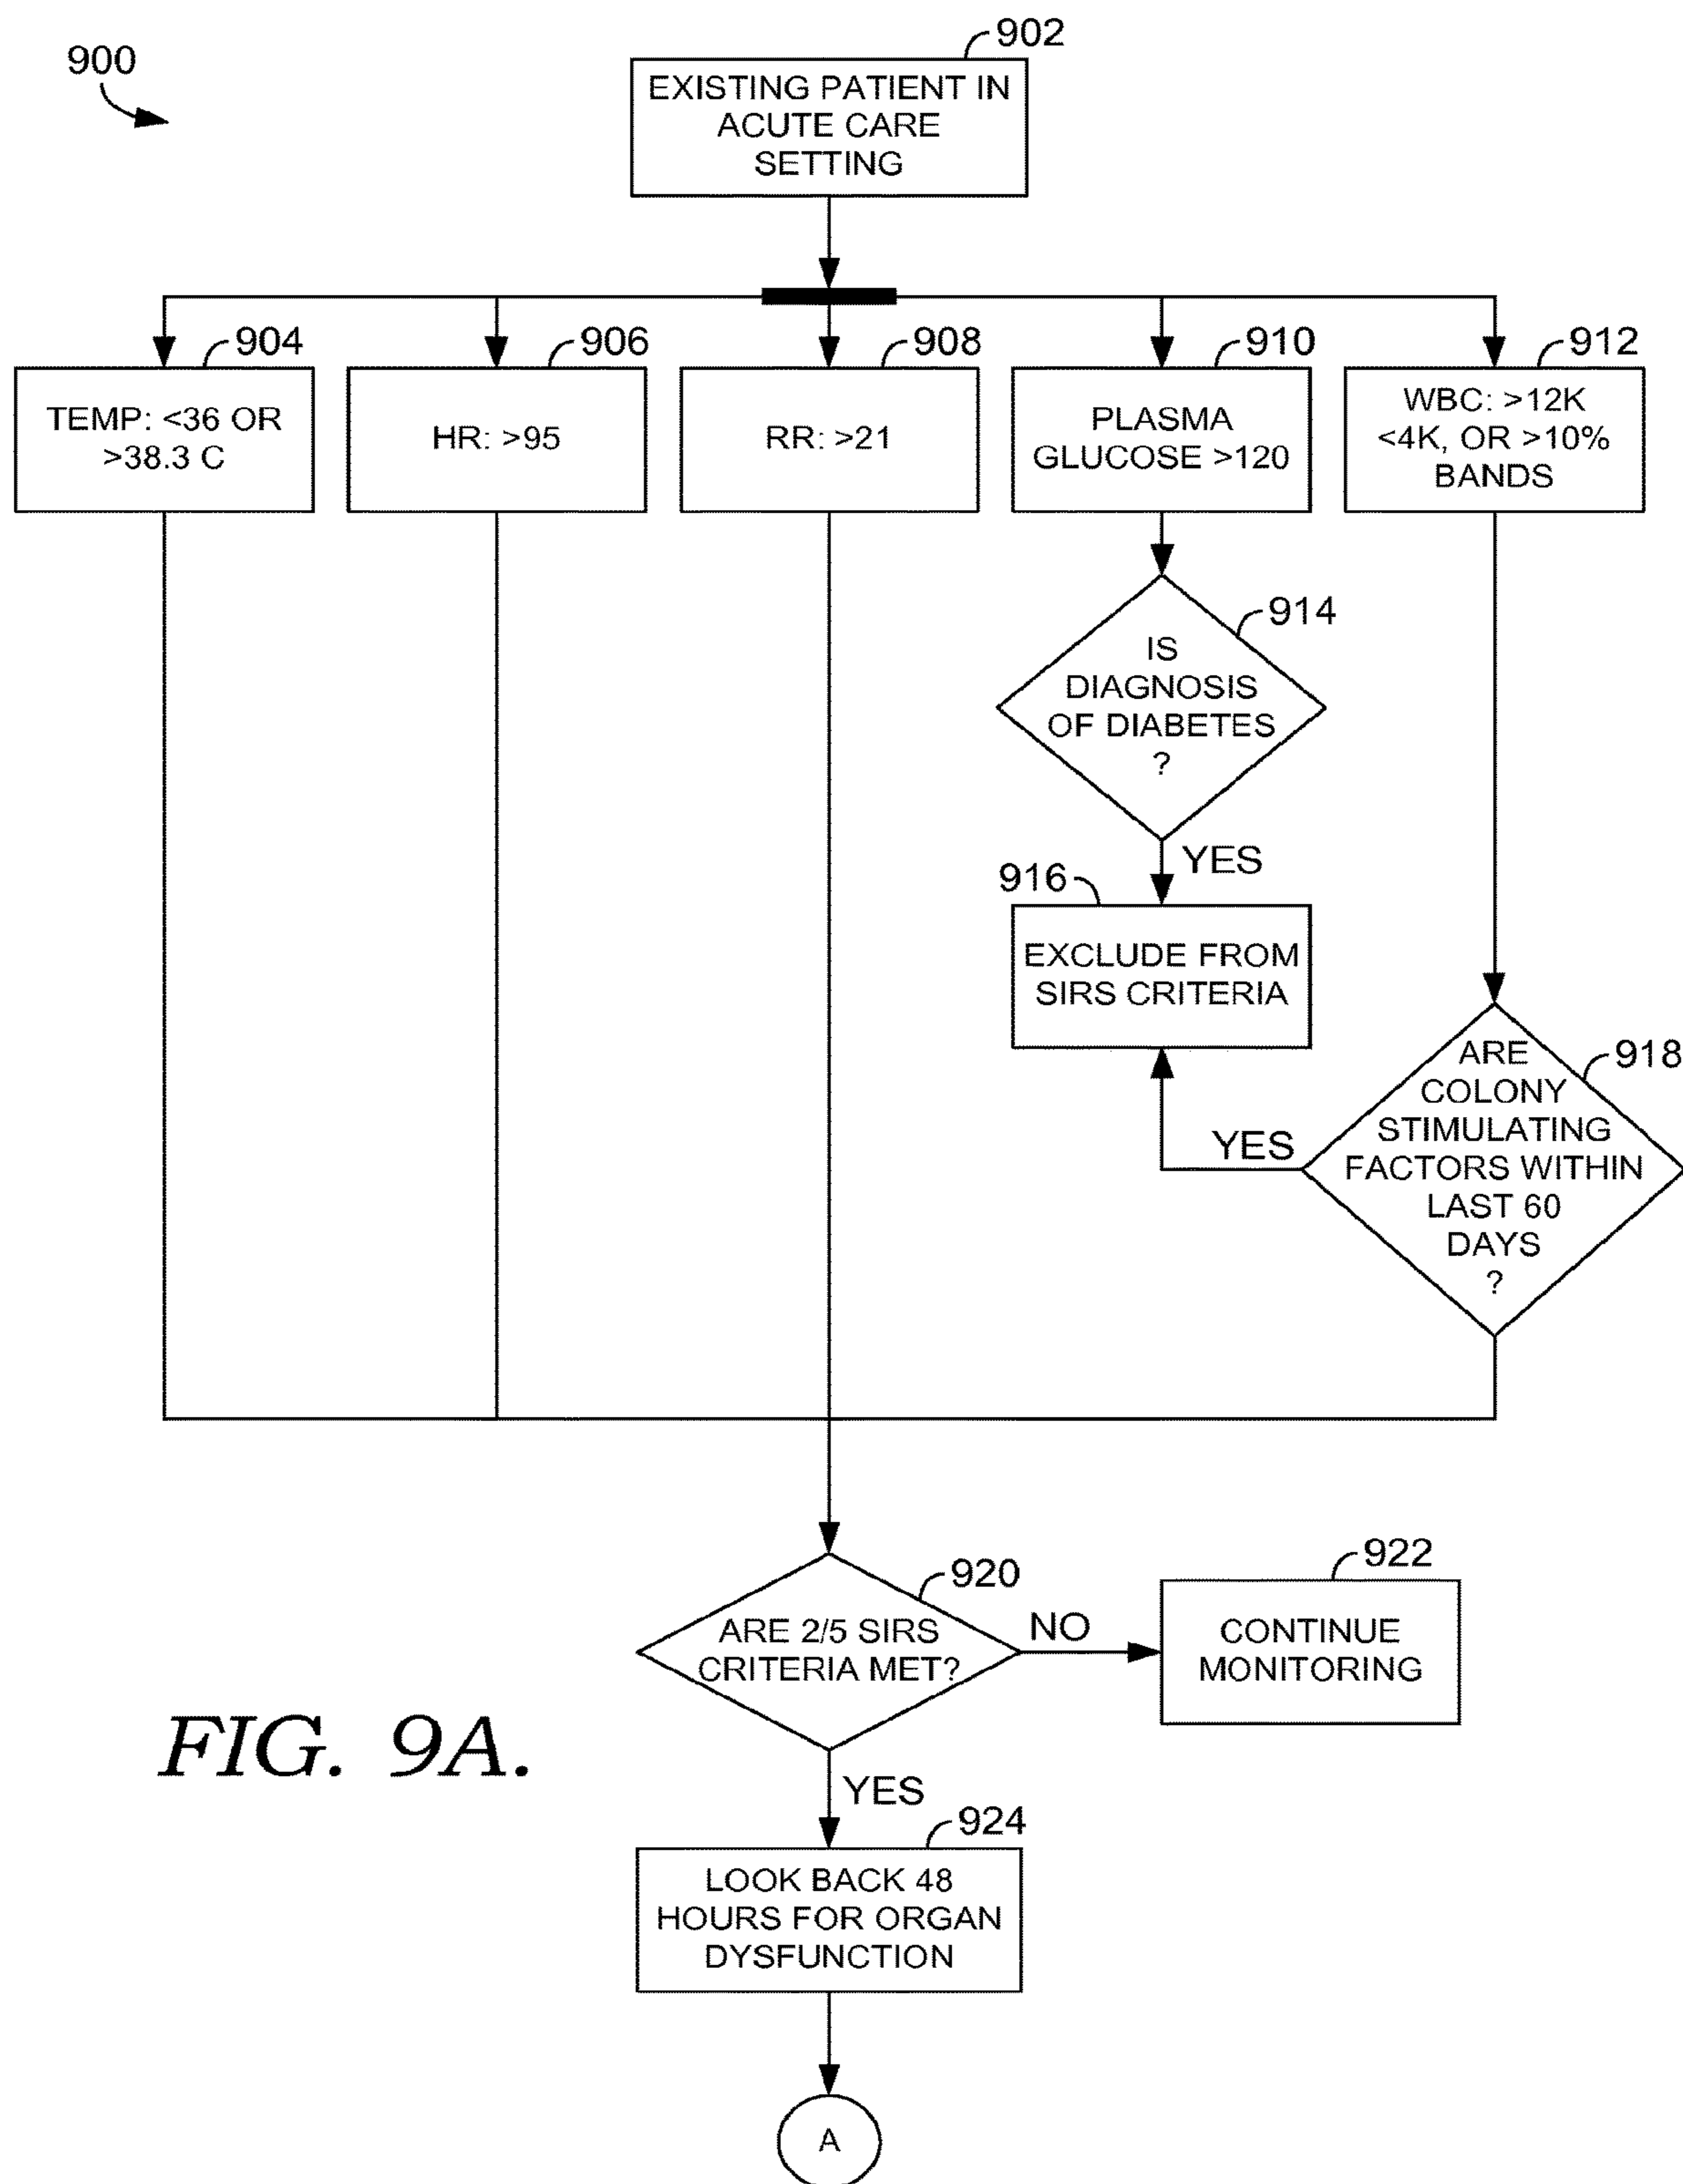 900
902
EXISTING PATIENT IN
ACUTE CARE
SETTING
904
TEMP: <36 OR
>38.3 C
906
HR: >95
908
RR: >21
910
PLASMA
GLUCOSE >120
912
WBC: >12K
<4K, OR >10%
BANDS
914
IS
DIAGNOSIS
OF DIABETES
?
YES
916
EXCLUDE FROM
SIRS CRITERIA
918
ARE
COLONY
STIMULATING
FACTORS WITHIN
LAST 60
DAYS
?
YES
920
ARE 2/5 SIRS
CRITERIA MET?
NO
922
CONTINUE
MONITORING
YES
924
LOOK BACK 48
HOURS FOR ORGAN
DYSFUNCTION
A
FIG. 9A.